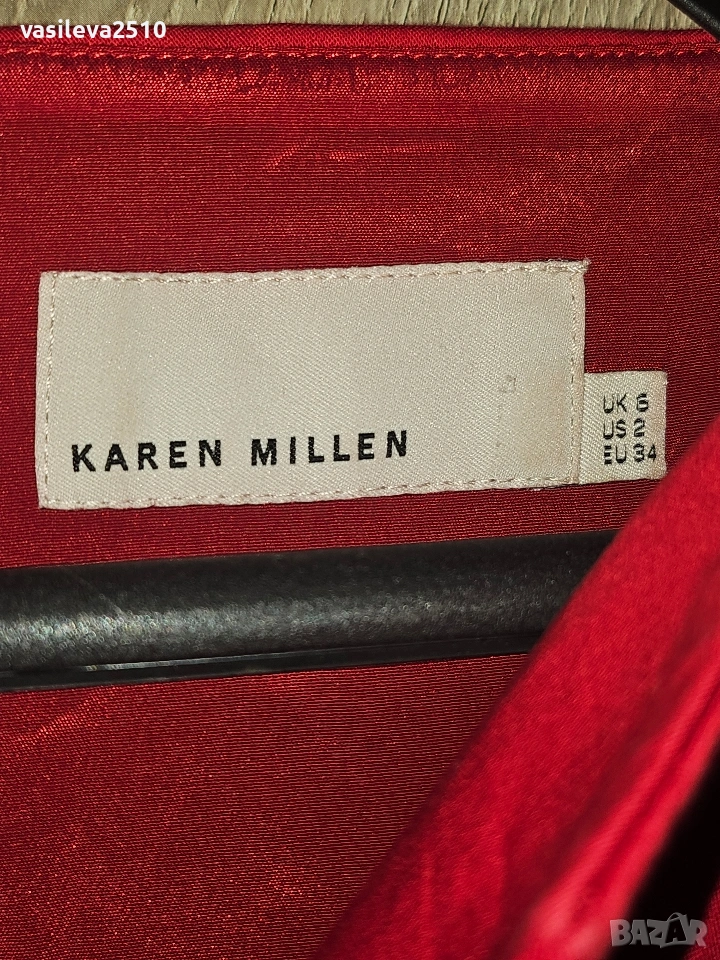 vasileva2510
KAREN MILLEN
UK 6
US 2
EU 34
BAZAR